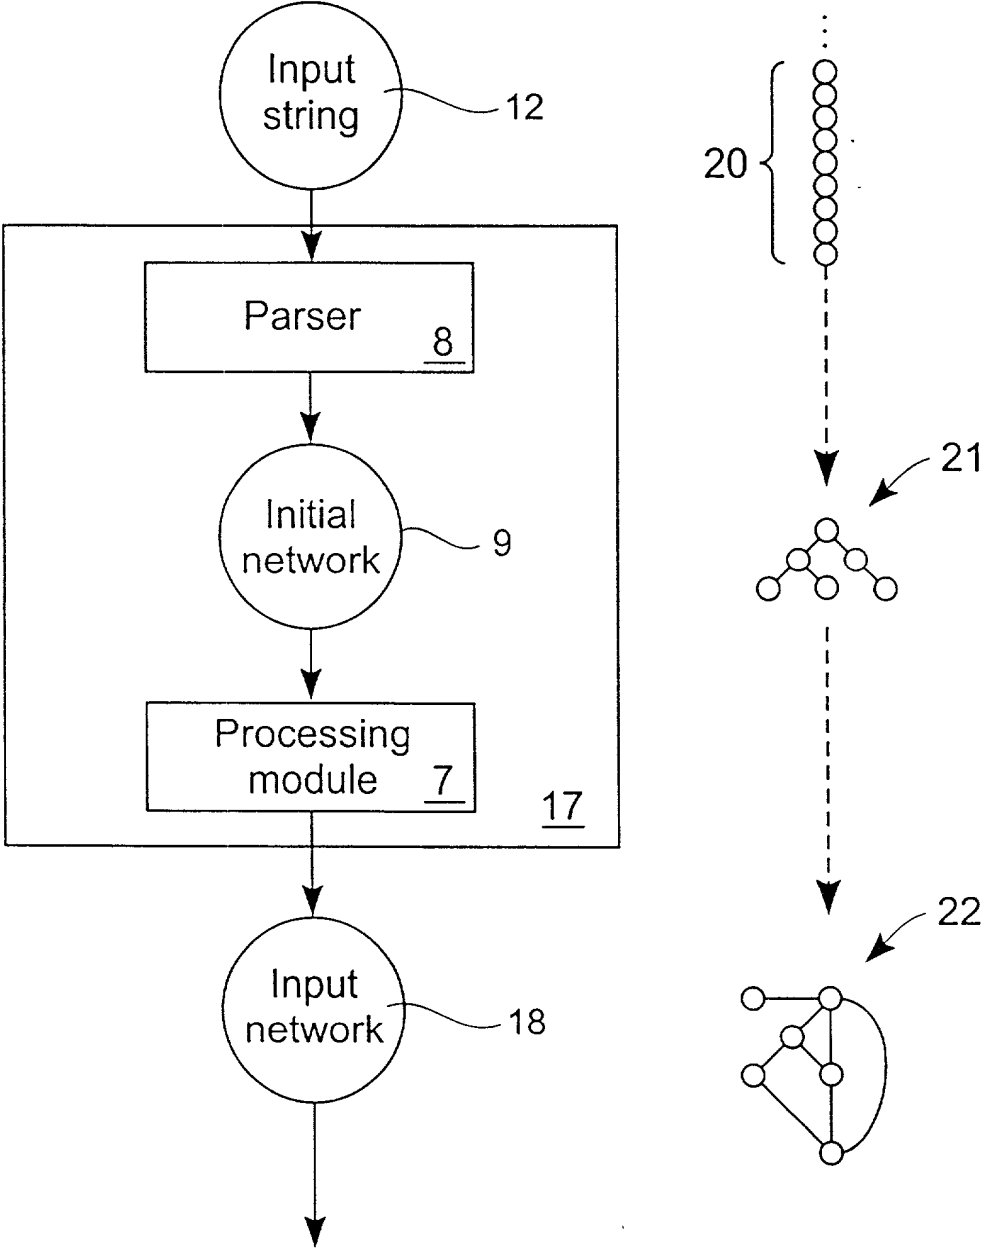 Input
string
12
20
Parser
8
21
Initial
network
9
Processing
module
7
17
22
Input
network
18